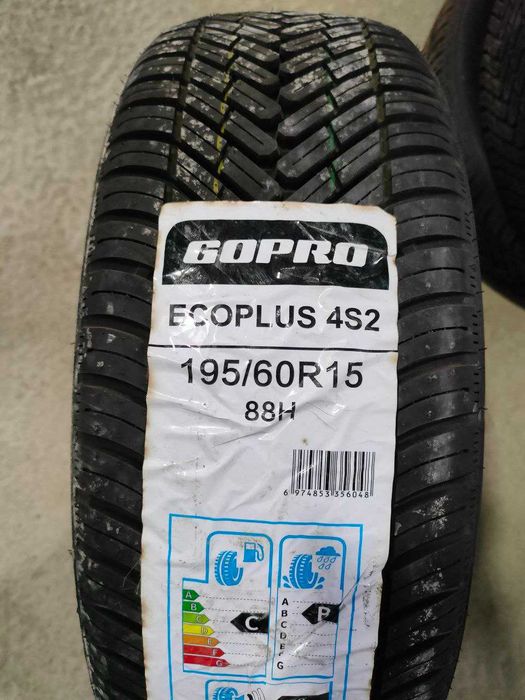 GOPRO
ECOPLUS 4S2
195/60R15
88H
6 974853 356048
A
B
C
D
E
F
G
C
A
B
C
D
E
F
G